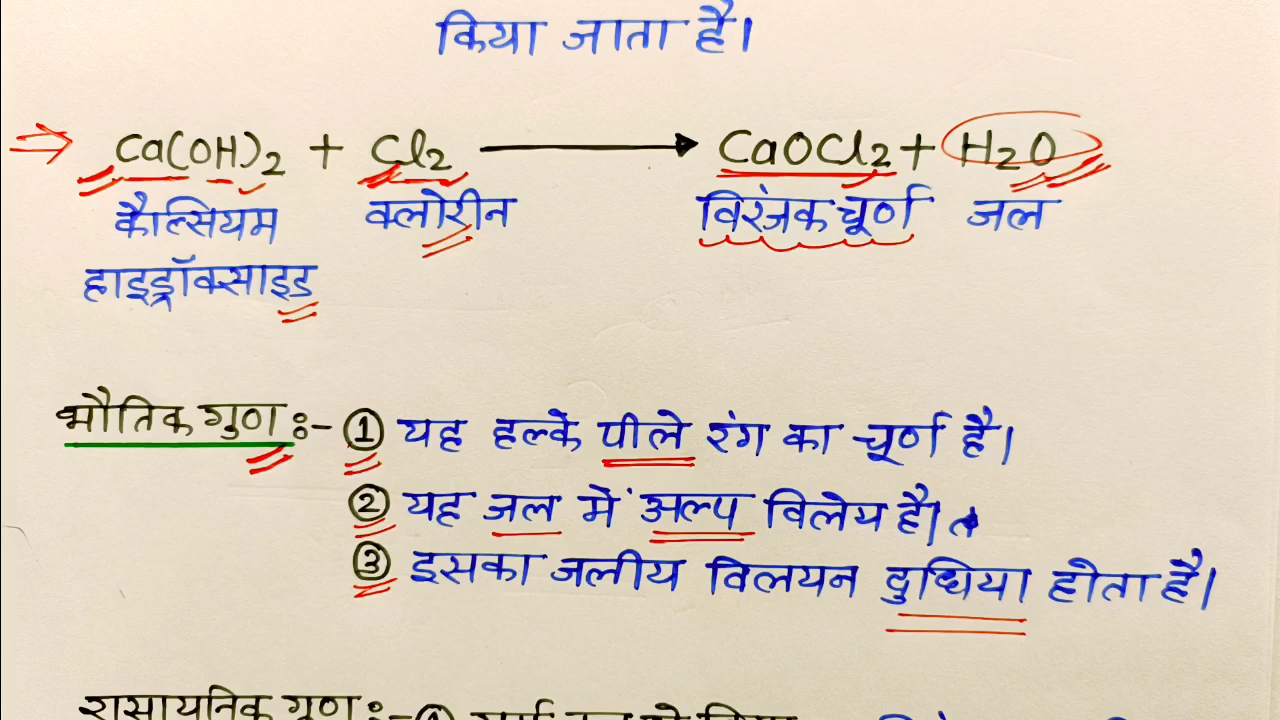 किया जाता है।
⇒ Ca(OH)₂ + Cl₂ ⟶ CaOCl₂ + H₂O
कैल्सियम क्लोरीन विरंजक चूर्ण जल
हाइड्रॉक्साइड
भौतिक गुण :- ① यह हल्के पीले रंग का चूर्ण है।
② यह जल में अल्प विलेय है।
③ इसका जलीय विलयन दुधिया होता है।
रासायनिक गुण :-